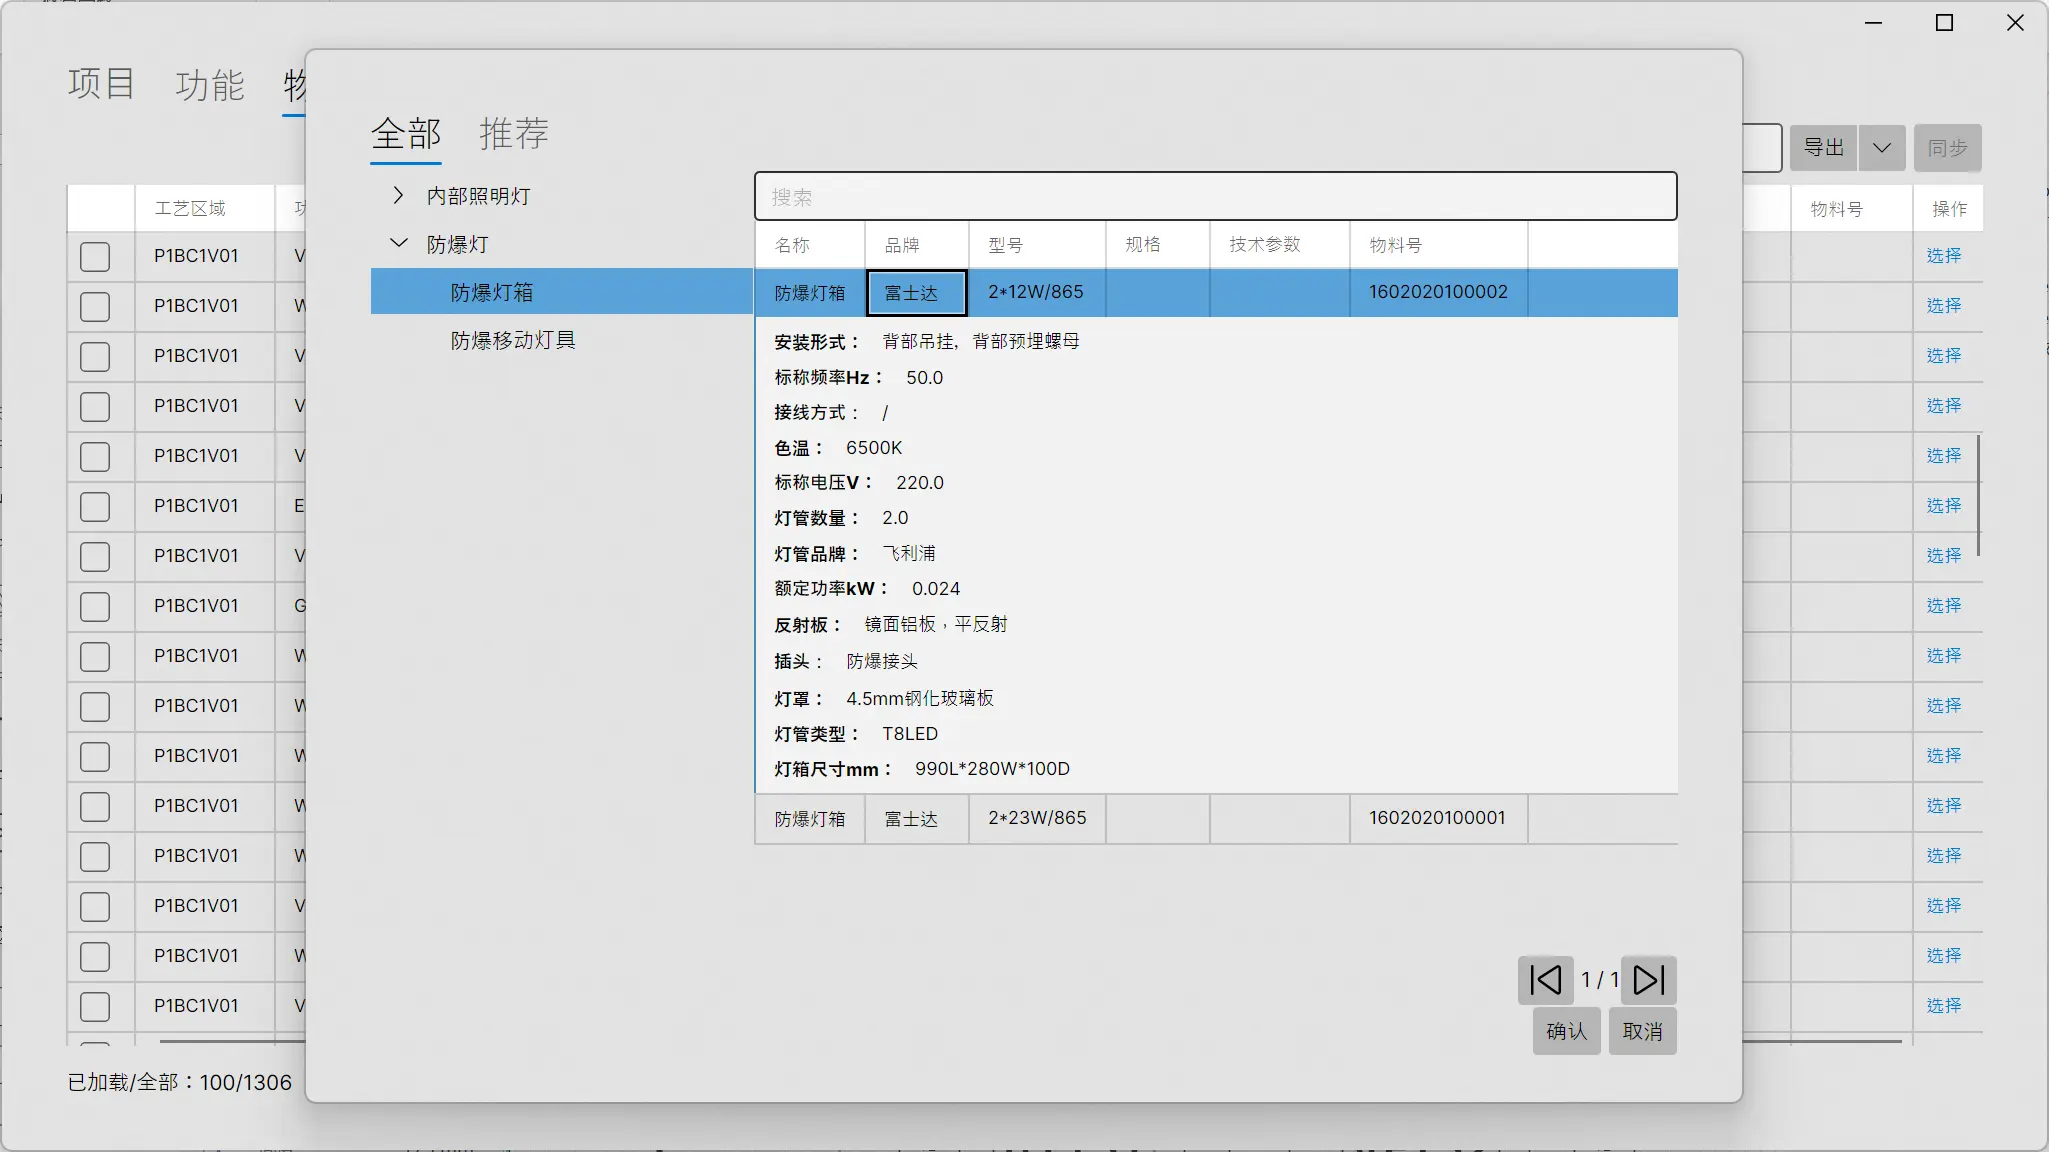 项目 功能 物
导出 同步
全部 推荐
内部照明灯
防爆灯
防爆灯箱
防爆移动灯具
搜索
名称 品牌 型号 规格 技术参数 物料号
防爆灯箱 富士达 2*12W/865 1602020100002
安装形式： 背部吊挂，背部预埋螺母
标称频率Hz： 50.0
接线方式： /
色温： 6500K
标称电压V： 220.0
灯管数量： 2.0
灯管品牌： 飞利浦
额定功率kW： 0.024
反射板： 镜面铝板，平反射
插头： 防爆接头
灯罩： 4.5mm钢化玻璃板
灯管类型： T8LED
灯箱尺寸mm： 990L*280W*100D
防爆灯箱 富士达 2*23W/865 1602020100001
1 / 1
确认 取消
工艺区域 物料号 操作
P1BC1V01 V 选择
P1BC1V01 W 选择
P1BC1V01 V 选择
P1BC1V01 V 选择
P1BC1V01 V 选择
P1BC1V01 E 选择
P1BC1V01 V 选择
P1BC1V01 G 选择
P1BC1V01 W 选择
P1BC1V01 W 选择
P1BC1V01 W 选择
P1BC1V01 W 选择
P1BC1V01 W 选择
P1BC1V01 V 选择
P1BC1V01 W 选择
P1BC1V01 V 选择
已加载/全部：100/1306